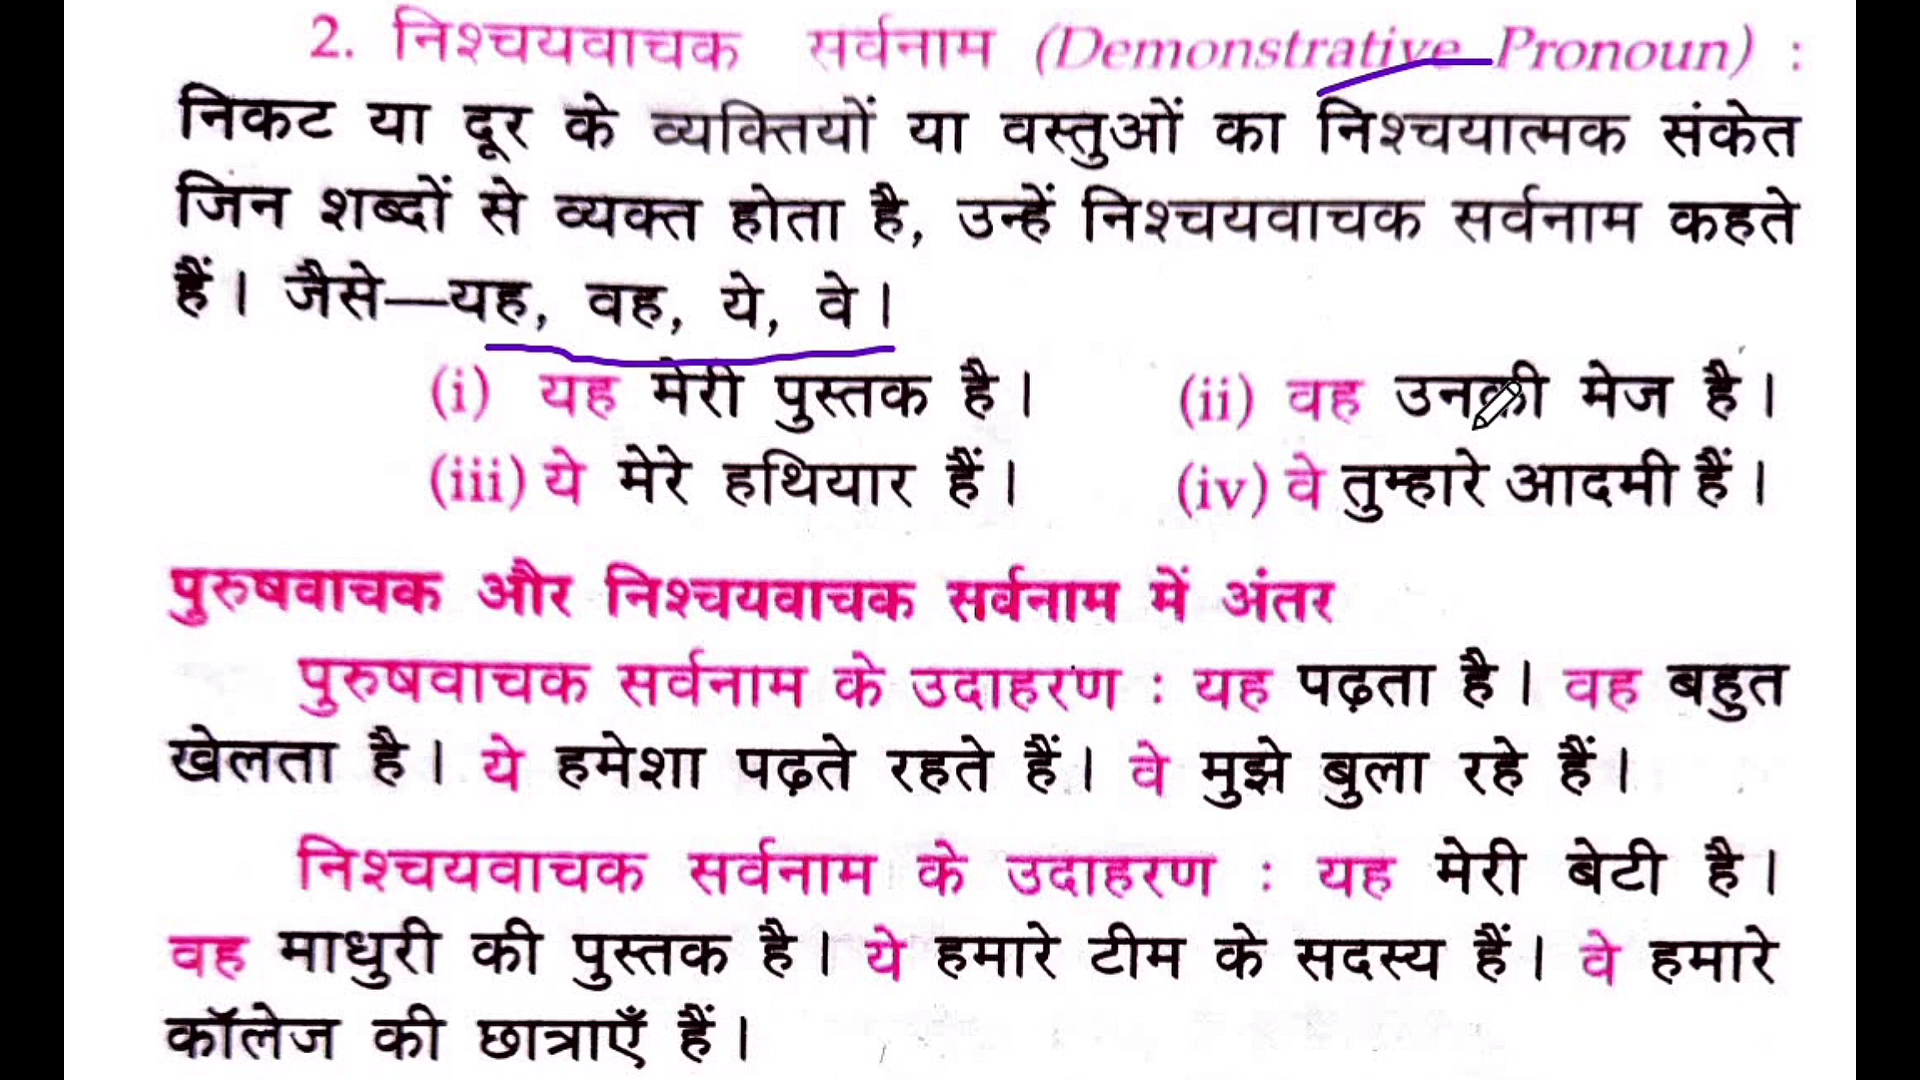 2. निश्चयवाचक सर्वनाम (Demonstrative Pronoun) :
निकट या दूर के व्यक्तियों या वस्तुओं का निश्चयात्मक संकेत
जिन शब्दों से व्यक्त होता है, उन्हें निश्चयवाचक सर्वनाम कहते
हैं। जैसे—यह, वह, ये, वे।
(i) यह मेरी पुस्तक है। (ii) वह उनकी मेज है।
(iii) ये मेरे हथियार हैं। (iv) वे तुम्हारे आदमी हैं।
पुरुषवाचक और निश्चयवाचक सर्वनाम में अंतर
पुरुषवाचक सर्वनाम के उदाहरण : यह पढ़ता है। वह बहुत
खेलता है। ये हमेशा पढ़ते रहते हैं। वे मुझे बुला रहे हैं।
निश्चयवाचक सर्वनाम के उदाहरण : यह मेरी बेटी है।
वह माधुरी की पुस्तक है। ये हमारे टीम के सदस्य हैं। वे हमारे
कॉलेज की छात्राएँ हैं।